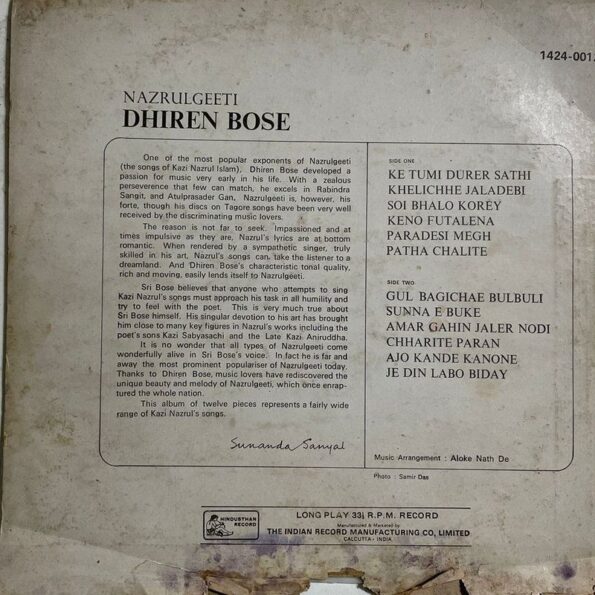 1424-001
NAZRULGEETI
DHIREN BOSE
One of the most popular exponents of Nazrulgeeti
(the songs of Kazi Nazrul Islam), Dhiren Bose developed a
passion for music very early in his life. With a zealous
perseverance that few can match, he excels in Rabindra
Sangit, and Atulprasader Gan, Nazrulgeeti is, however, his
forte, though his discs on Tagore songs have been very well
received by the discriminating music lovers.
The reason is not far to seek. Impassioned and at
times impulsive as they are, Nazrul's lyrics are at bottom
romantic. When rendered by a sympathetic singer, truly
skilled in his art, Nazrul's songs can take the listener to a
dreamland. And Dhiren Bose's characteristic tonal quality,
rich and moving, easily lends itself to Nazrulgeeti.
Sri Bose believes that anyone who attempts to sing
Kazi Nazrul's songs must approach his task in all humility and
try to feel with the poet. This is very much true about
Sri Bose himself. His singular devotion to his art has brought
him close to many key figures in Nazrul's works including the
poet's sons Kazi Sabyasachi and the Late Kazi Aniruddha.
It is no wonder that all types of Nazrulgeeti come
wonderfully alive in Sri Bose's voice. In fact he is far and
away the most prominent populariser of Nazrulgeeti today.
Thanks to Dhiren Bose, music lovers have rediscovered the
unique beauty and melody of Nazrulgeeti, which once enrap-
tured the whole nation.
This album of twelve pieces represents a fairly wide
range of Kazi Nazrul's songs.
Sunanda Sanyal
SIDE ONE
KE TUMI DURER SATHI
KHELICHHE JALADEBI
SOI BHALO KOREY
KENO FUTALENA
PARADESI MEGH
PATHA CHALITE
SIDE TWO
GUL BAGICHAE BULBULI
SUNNA E BUKE
AMAR GAHIN JALER NODI
CHHARITE PARAN
AJO KANDE KANONE
JE DIN LABO BIDAY
Music Arrangement : Aloke Nath De
Photo : Samir Das
HINDUSTHAN
RECORD
LONG PLAY 33⅓ R.P.M. RECORD
Manufactured & Marketed by
THE INDIAN RECORD MANUFACTURING CO, LIMITED
CALCUTTA - INDIA